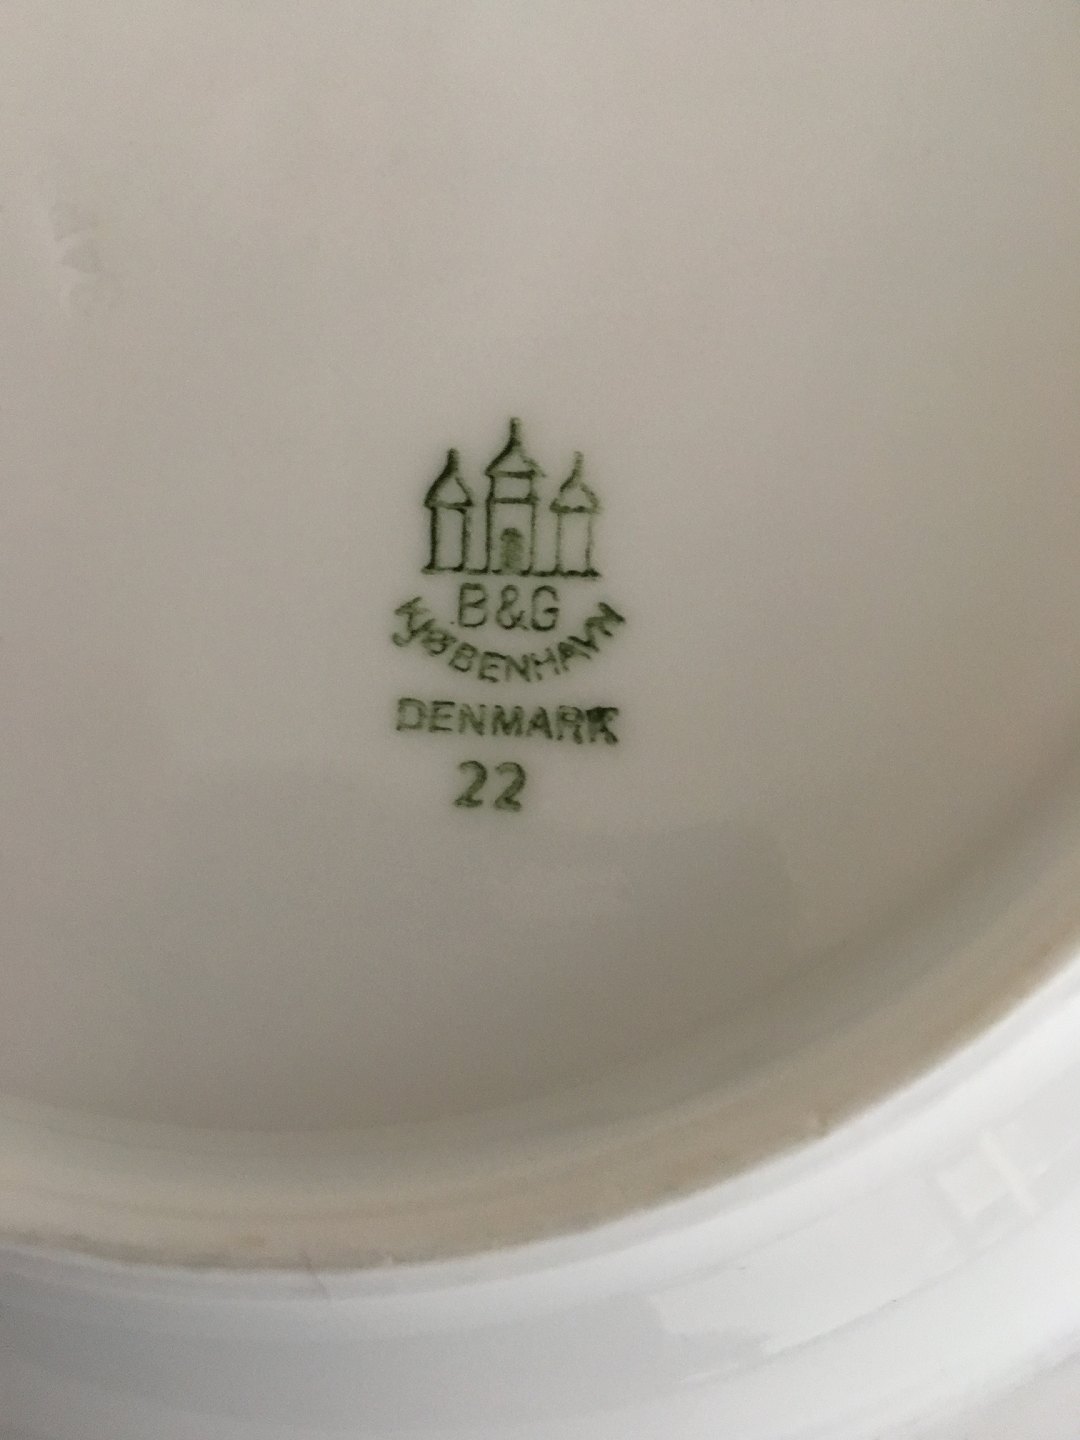 B&G
KJØBENHAVN
DENMARK
22